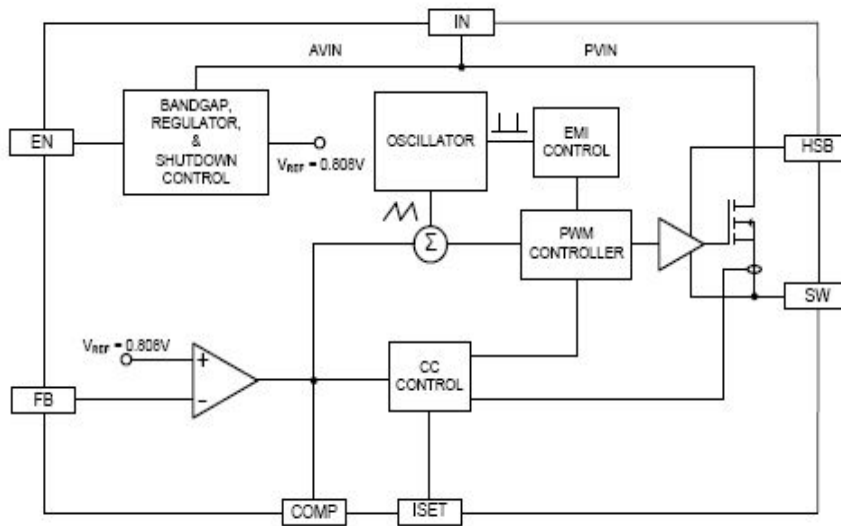 IN
AVIN
PVIN
BANDGAP,
REGULATOR,
&
SHUTDOWN
CONTROL
EN
VREF = 0.808V
OSCILLATOR
EMI
CONTROL
HSB
Σ
PWM
CONTROLLER
SW
VREF = 0.808V
+
−
FB
CC
CONTROL
COMP
ISET